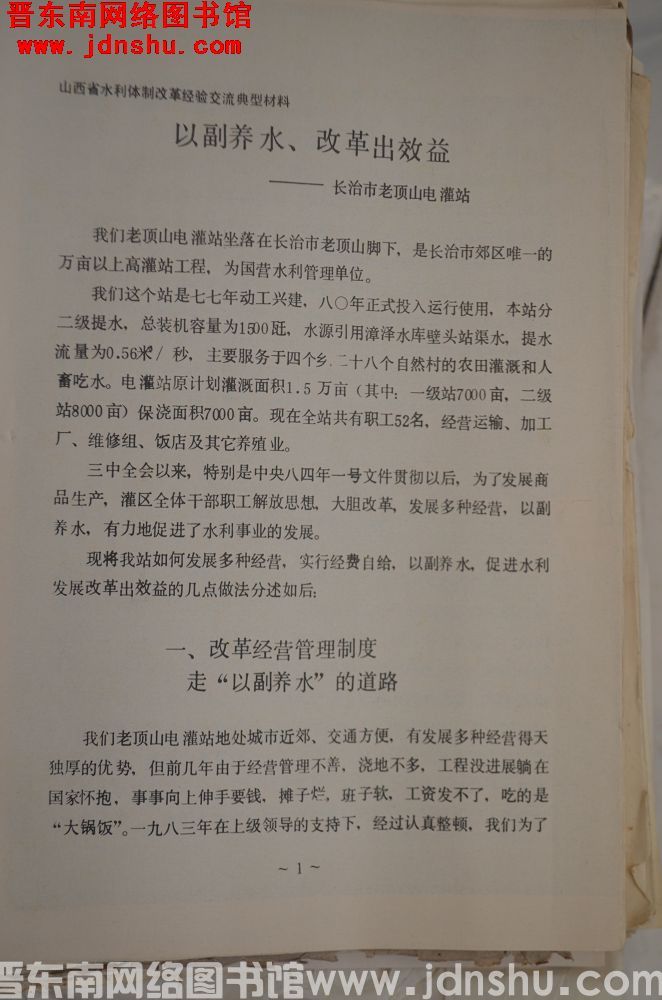 晋东南网络图书馆
www.jdnshu.com
山西省水利体制改革经验交流典型材料
以副养水、改革出效益
——— 长治市老顶山电灌站
我们老顶山电灌站坐落在长治市老顶山脚下，是长治市郊区唯一的
万亩以上高灌站工程，为国营水利管理单位。
我们这个站是七七年动工兴建，八〇年正式投入运行使用，本站分
二级提水，总装机容量为1500瓩，水源引用漳泽水库壁头站渠水，提水
流量为0.56米³/秒，主要服务于四个乡.二十八个自然村的农田灌溉和人
畜吃水。电灌站原计划灌溉面积1.5万亩（其中：一级站7000亩，二级
站8000亩）保浇面积7000亩。现在全站共有职工52名，经营运输、加工
厂、维修组、饭店及其它养殖业。
三中全会以来，特别是中央八四年一号文件贯彻以后，为了发展商
品生产，灌区全体干部职工解放思想，大胆改革，发展多种经营，以副
养水，有力地促进了水利事业的发展。
现将我站如何发展多种经营，实行经费自给，以副养水，促进水利
发展改革出效益的几点做法分述如后：
一、改革经营管理制度
走“以副养水”的道路
我们老顶山电灌站地处城市近郊、交通方便，有发展多种经营得天
独厚的优势，但前几年由于经营管理不善，浇地不多，工程没进展躺在
国家怀抱，事事向上伸手要钱，摊子烂，班子软，工资发不了，吃的是
“大锅饭”。一九八三年在上级领导的支持下，经过认真整顿，我们为了
～1～
晋东南网络图书馆www.jdnshu.com